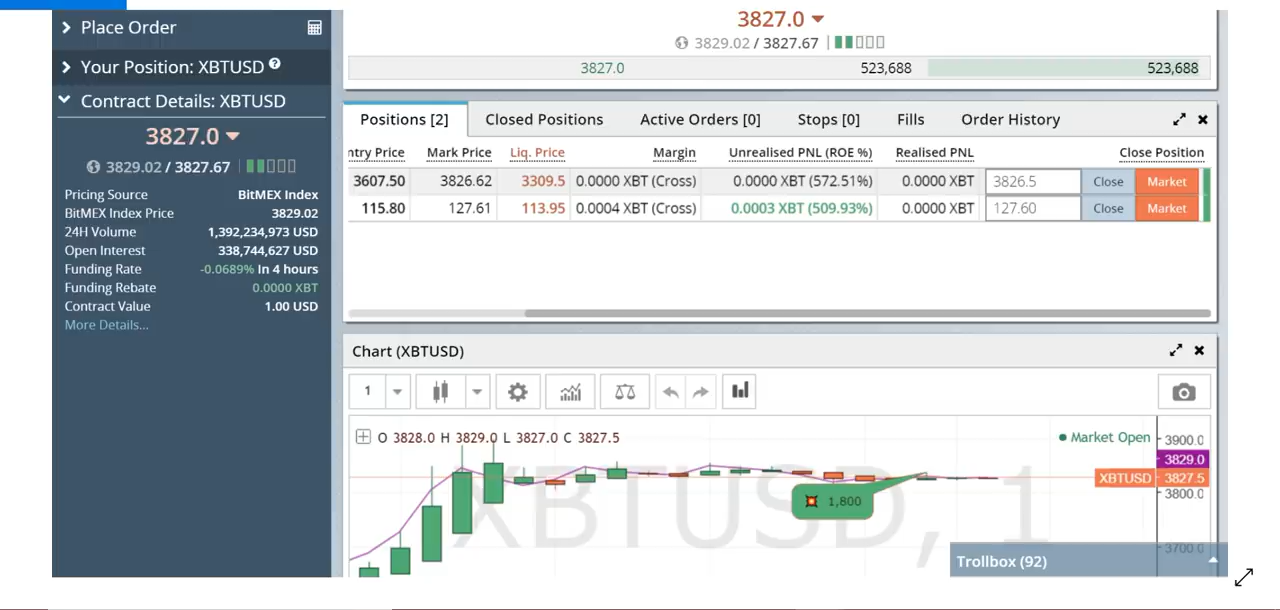 Place Order
Your Position: XBTUSD ?
Contract Details: XBTUSD
3827.0
3829.02 / 3827.67
Pricing Source BitMEX Index
BitMEX Index Price 3829.02
24H Volume 1,392,234,973 USD
Open Interest 338,744,627 USD
Funding Rate -0.0689% In 4 hours
Funding Rebate 0.0000 XBT
Contract Value 1.00 USD
More Details...
3827.0
3829.02 / 3827.67
3827.0 523,688 523,688
Positions [2] Closed Positions Active Orders [0] Stops [0] Fills Order History
ntry Price Mark Price Liq. Price Margin Unrealised PNL (ROE %) Realised PNL Close Position
3607.50 3826.62 3309.5 0.0000 XBT (Cross) 0.0000 XBT (572.51%) 0.0000 XBT 3826.5 Close Market
115.80 127.61 113.95 0.0004 XBT (Cross) 0.0003 XBT (509.93%) 0.0000 XBT 127.60 Close Market
Chart (XBTUSD)
1
O 3828.0 H 3829.0 L 3827.0 C 3827.5
Market Open
3900.0
3829.0
XBTUSD 3827.5
3800.0
1,800
XBTUSD, 1
3700.0
Trollbox (92)